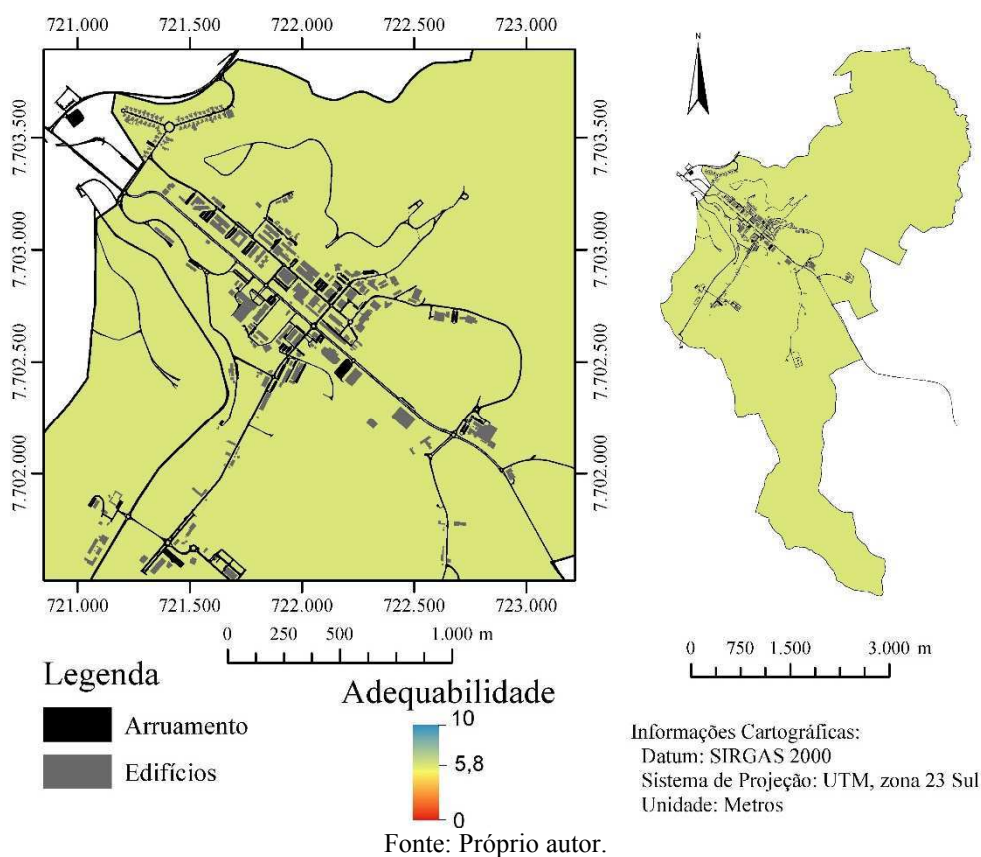 721.000 721.500 722.000 722.500 723.000
N
7.703.500 7.703.500
7.703.000 7.703.000
7.702.500 7.702.500
7.702.000 7.702.000
721.000 721.500 722.000 722.500 723.000
0 250 500 1.000 m
0 750 1.500 3.000 m
Legenda
Arruamento
Edifícios
Adequabilidade
10
5,8
0
Informações Cartográficas:
Datum: SIRGAS 2000
Sistema de Projeção: UTM, zona 23 Sul
Unidade: Metros
Fonte: Próprio autor.